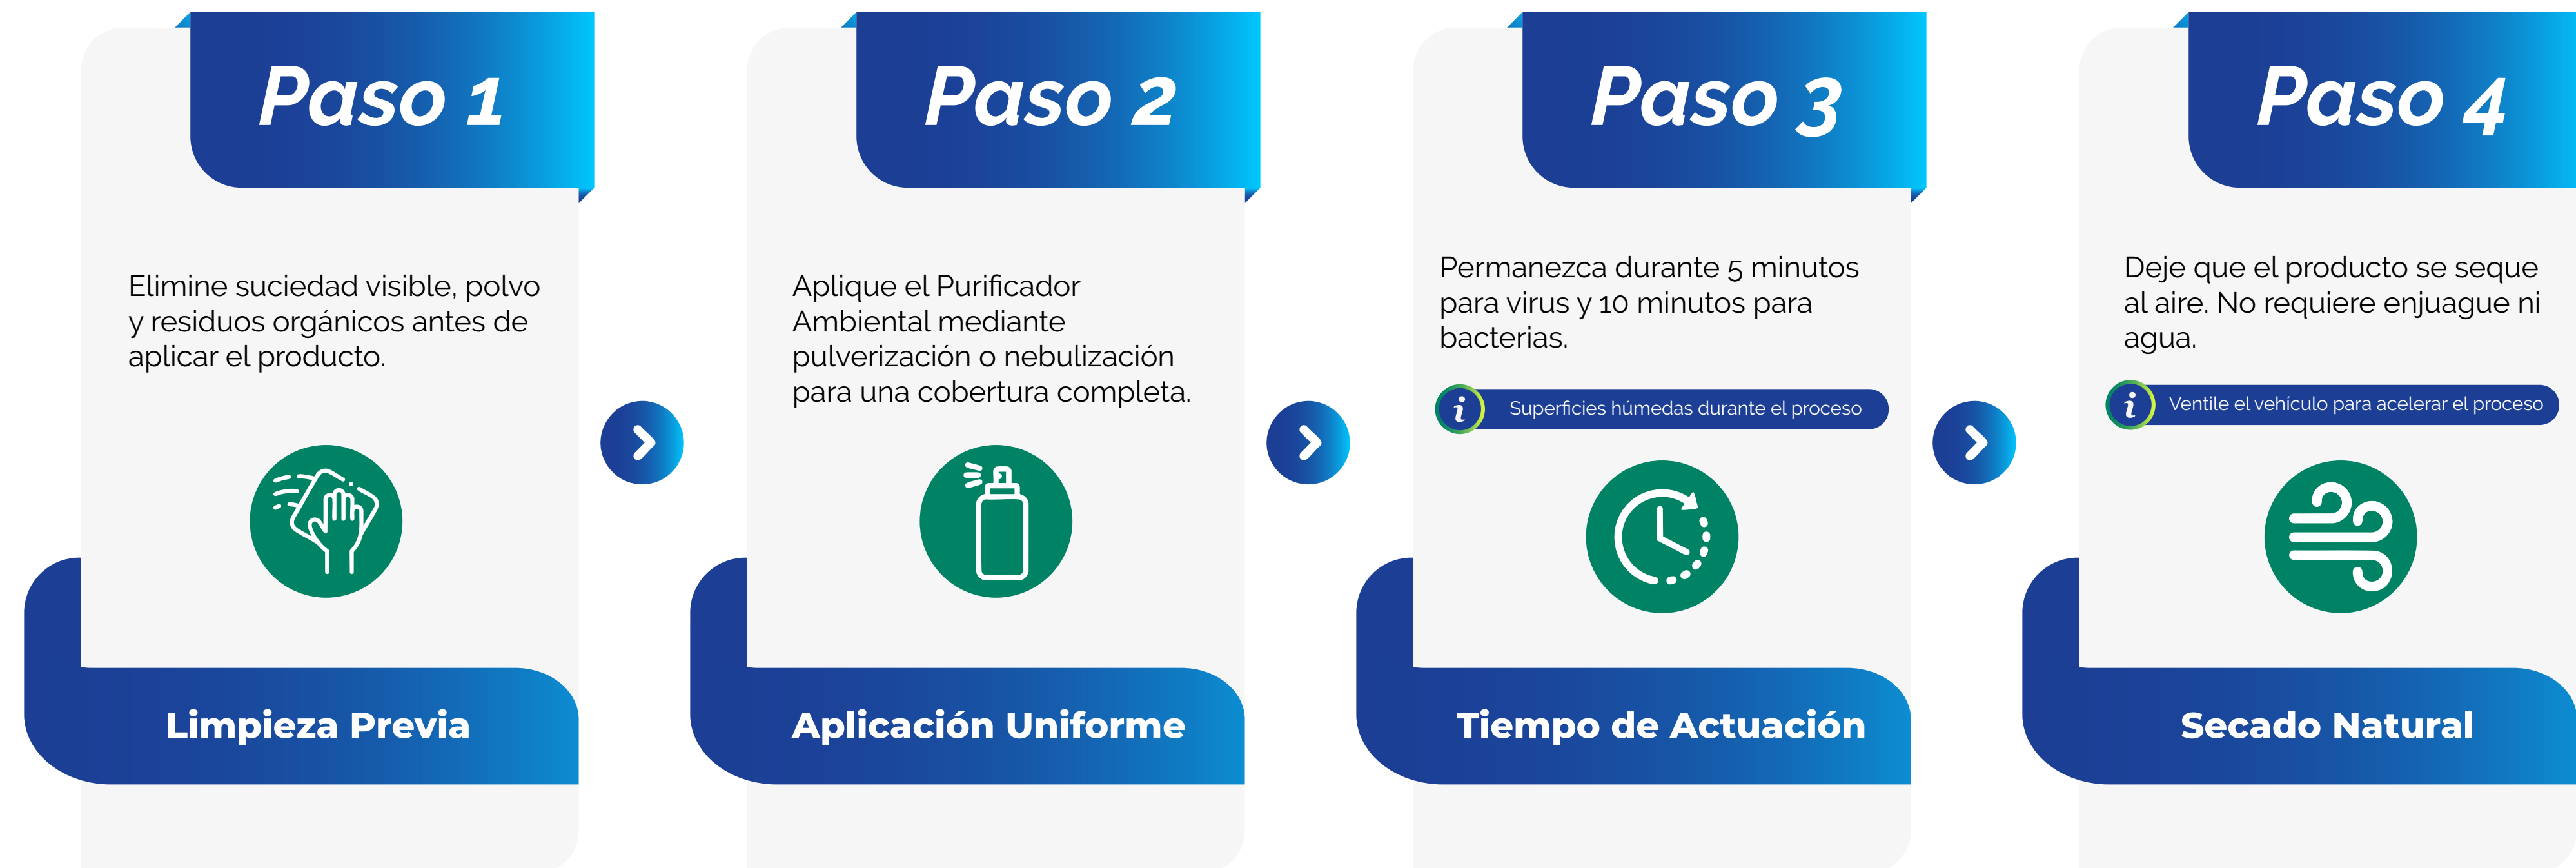 Paso 1
Elimine suciedad visible, polvo
y residuos orgánicos antes de
aplicar el producto.
Limpieza Previa
Paso 2
Aplique el Purificador
Ambiental mediante
pulverización o nebulización
para una cobertura completa.
Aplicación Uniforme
Paso 3
Permanezca durante 5 minutos
para virus y 10 minutos para
bacterias.
i Superficies húmedas durante el proceso
Tiempo de Actuación
Paso 4
Deje que el producto se seque
al aire. No requiere enjuague ni
agua.
i Ventile el vehículo para acelerar el proceso
Secado Natural